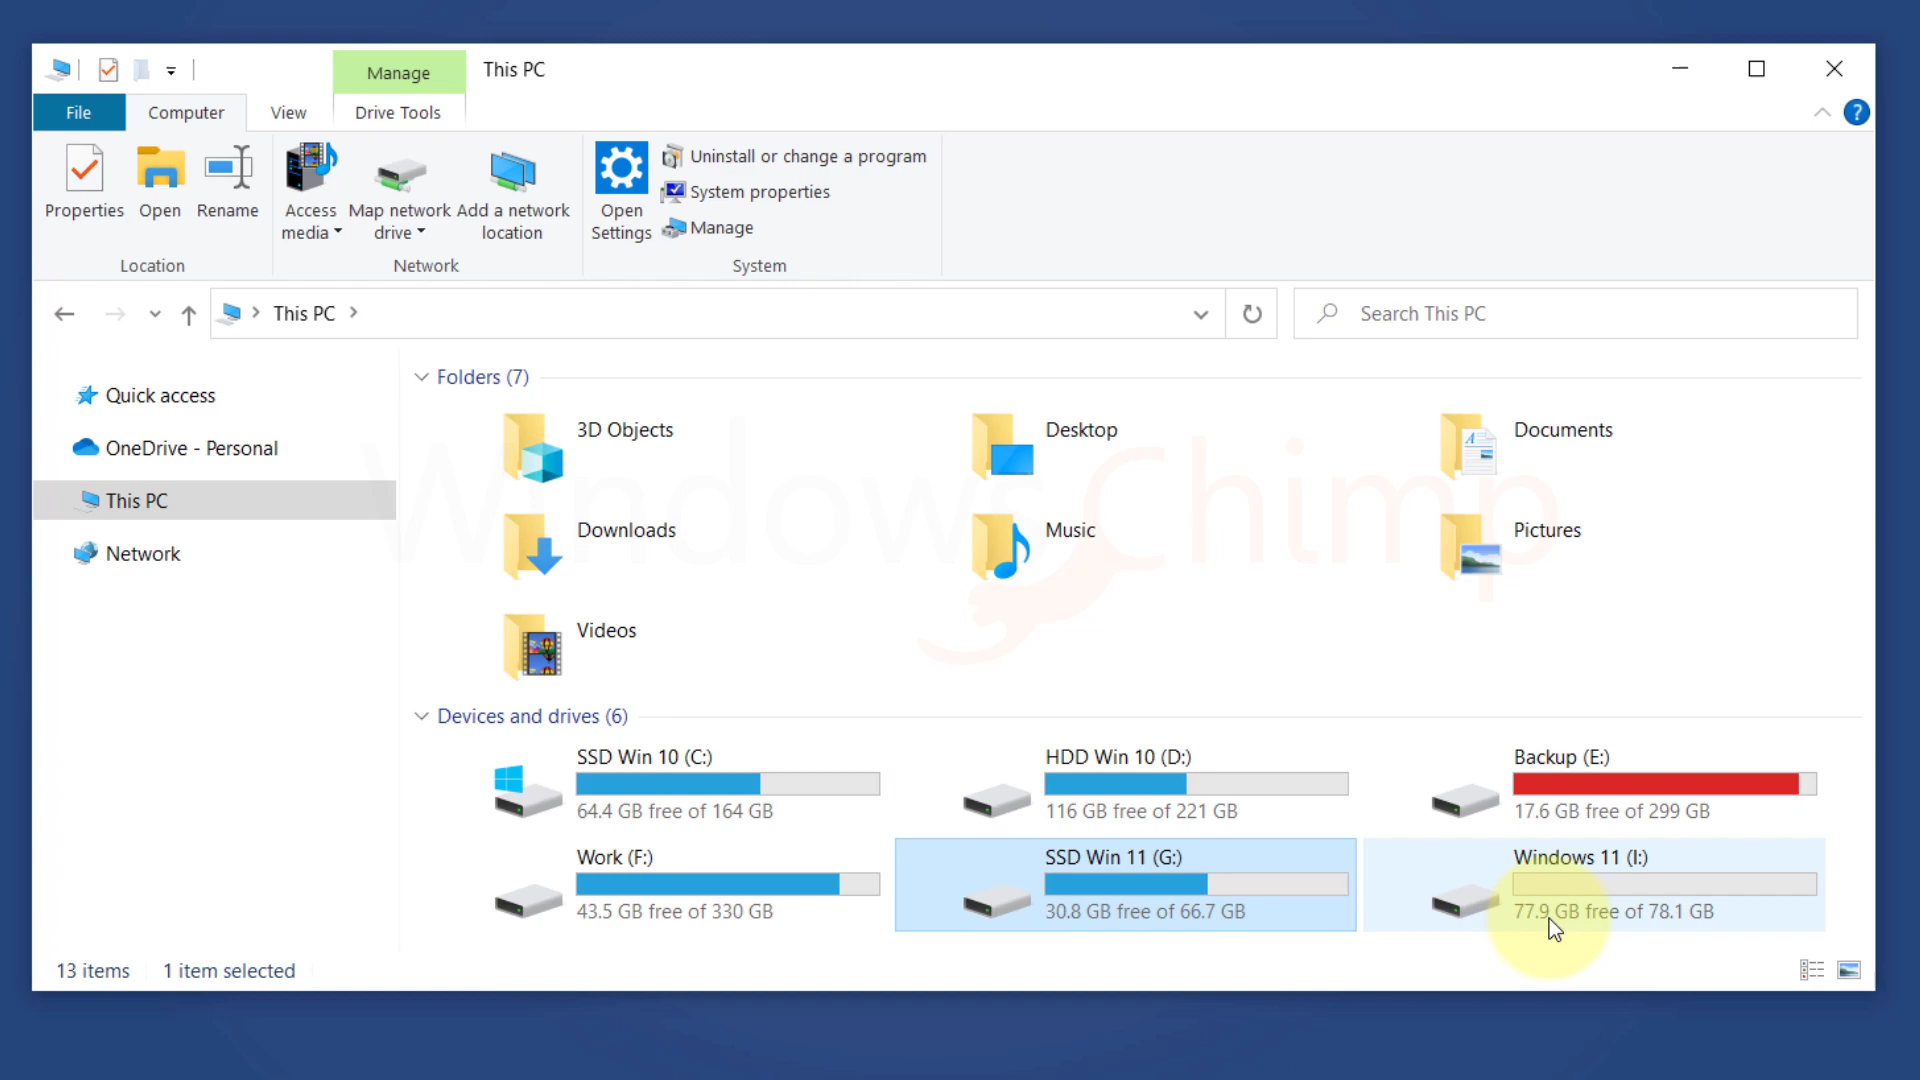 Manage
This PC
File
Computer
View
Drive Tools
?
Properties
Open
Rename
Access
media
Map network
drive
Add a network
location
Open
Settings
Uninstall or change a program
System properties
Manage
Location
Network
System
This PC
Search This PC
Quick access
OneDrive - Personal
This PC
Network
Folders (7)
3D Objects
Desktop
Documents
Downloads
Music
Pictures
Videos
WindowsChimp
Devices and drives (6)
SSD Win 10 (C:)
64.4 GB free of 164 GB
HDD Win 10 (D:)
116 GB free of 221 GB
Backup (E:)
17.6 GB free of 299 GB
Work (F:)
43.5 GB free of 330 GB
SSD Win 11 (G:)
30.8 GB free of 66.7 GB
Windows 11 (I:)
77.9 GB free of 78.1 GB
13 items
1 item selected